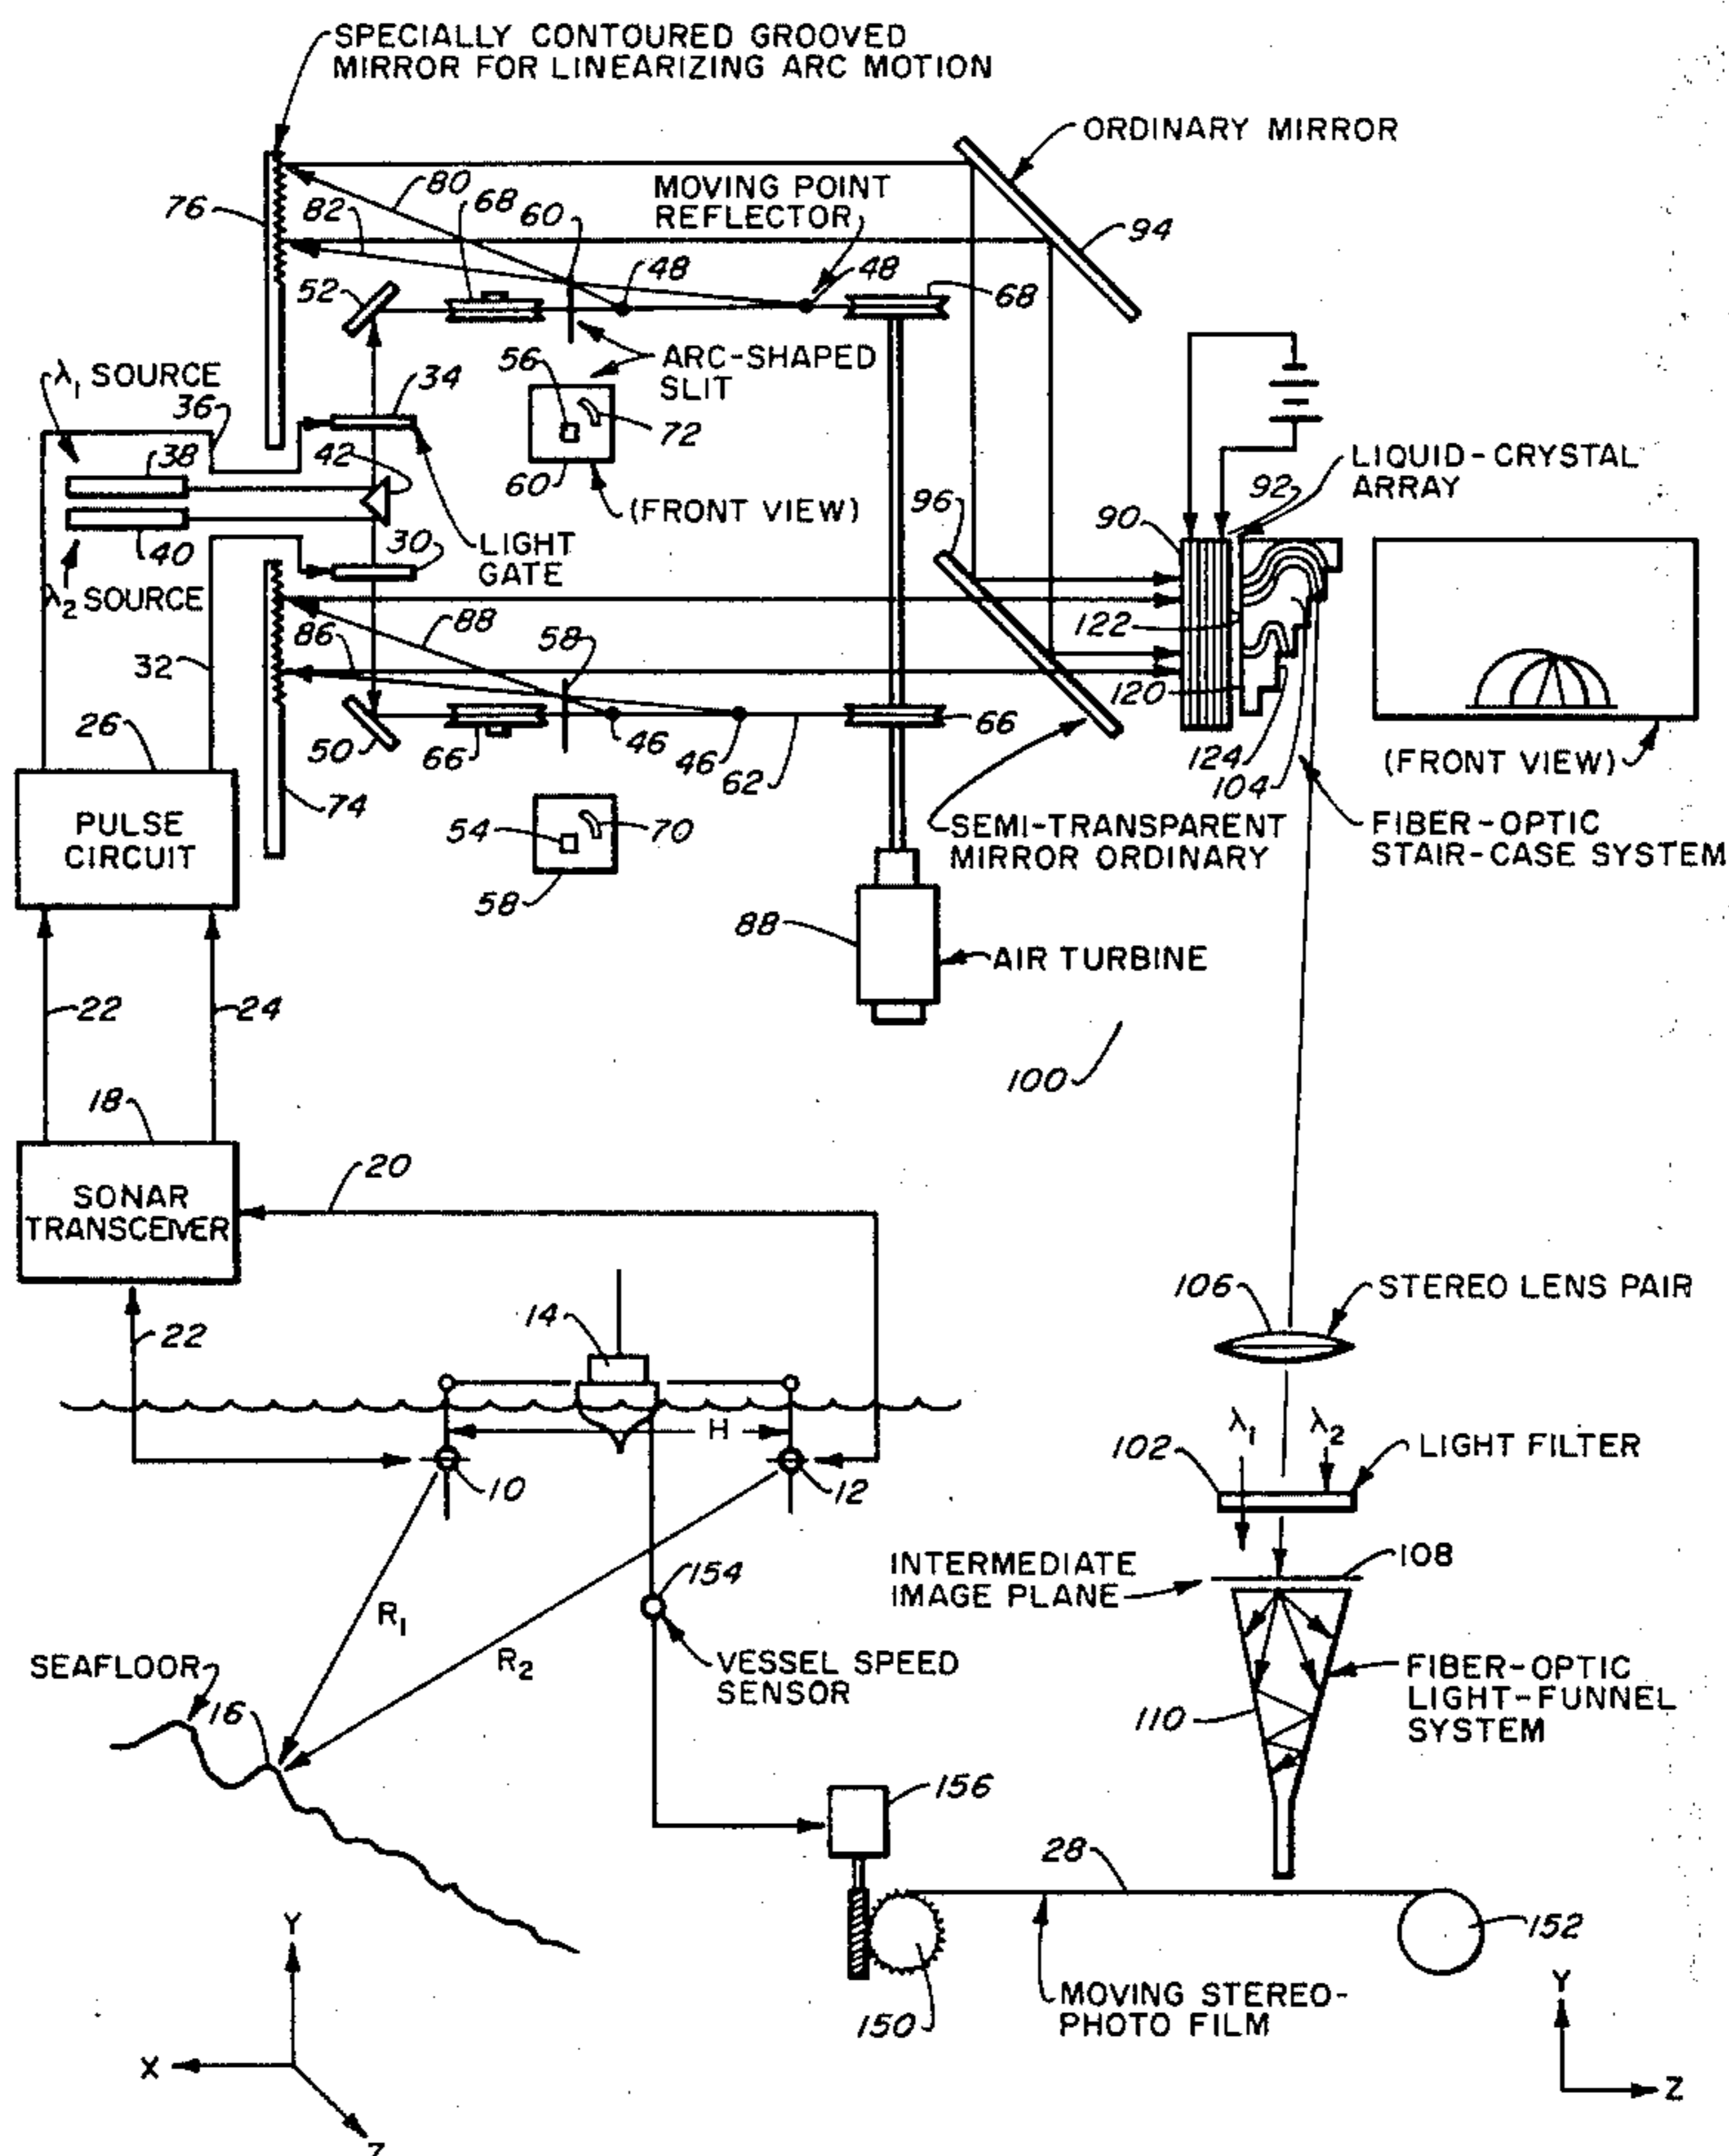 SPECIALLY CONTOURED GROOVED
MIRROR FOR LINEARIZING ARC MOTION
ORDINARY MIRROR
76
82
80
68
60
MOVING POINT
REFLECTOR
94
52
48
48
68
λ₁ SOURCE
36
34
56
ARC-SHAPED
SLIT
72
38
42
60
(FRONT VIEW)
LIQUID-CRYSTAL
ARRAY
92
96
90
40
30
LIGHT
GATE
λ₂ SOURCE
88
58
122
86
32
120
50
66
46
46
62
66
124
104
(FRONT VIEW)
26
74
PULSE
CIRCUIT
54
70
58
SEMI-TRANSPARENT
MIRROR ORDINARY
FIBER-OPTIC
STAIR-CASE SYSTEM
88
AIR TURBINE
22
24
100
18
20
SONAR
TRANSCEIVER
106
STEREO LENS PAIR
22
14
H
λ₁
λ₂
102
LIGHT FILTER
10
12
INTERMEDIATE
IMAGE PLANE
108
154
R₁
R₂
SEAFLOOR
16
VESSEL SPEED
SENSOR
110
FIBER-OPTIC
LIGHT-FUNNEL
SYSTEM
156
28
152
150
MOVING STEREO-
PHOTO FILM
Y
X
Z
Y
Z